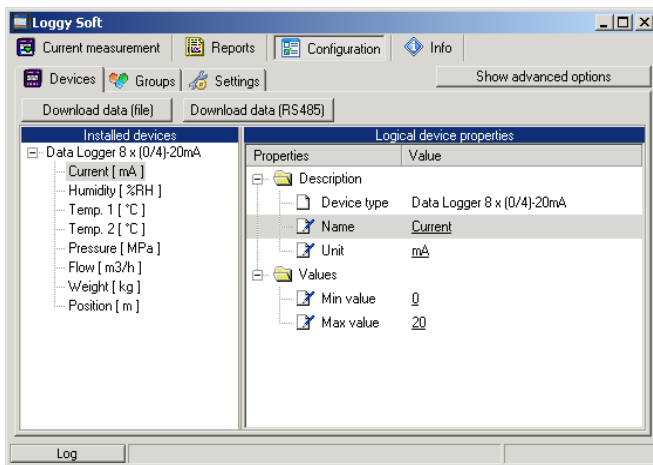 Loggy Soft
Current measurement Reports Configuration Info
Devices Groups Settings Show advanced options
Download data (file) Download data (RS485)
Installed devices Logical device properties
Data Logger 8 x (0/4)-20mA Properties Value
Current [ mA ] Description
Humidity [ %RH ] Device type Data Logger 8 x (0/4)-20mA
Temp. 1 [ °C ] Name Current
Temp. 2 [ °C ] Unit mA
Pressure [ MPa ] Values
Flow [ m3/h ] Min value 0
Weight [ kg ] Max value 20
Position [ m ]
Log